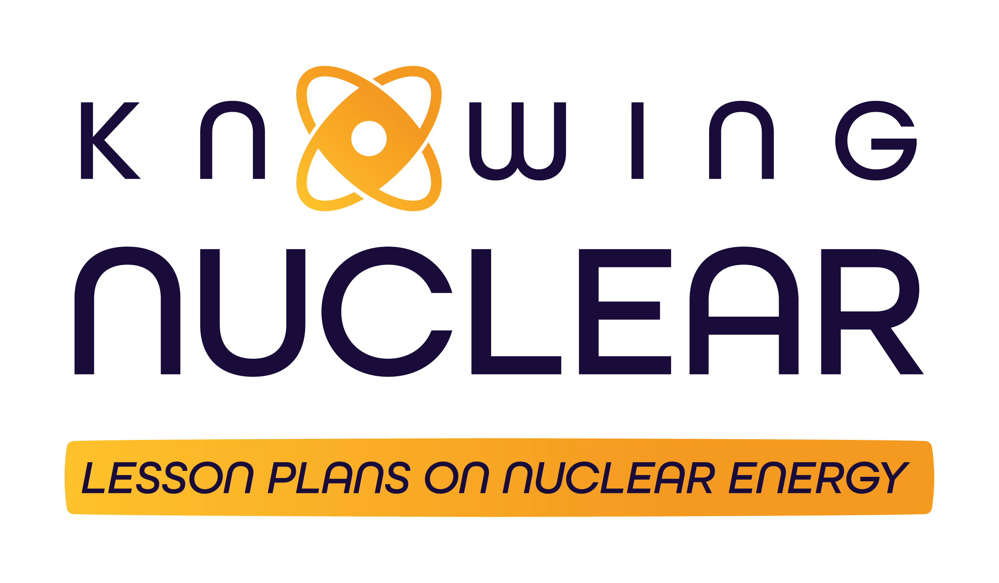 KNOWING
NUCLEAR
LESSON PLANS ON NUCLEAR ENERGY